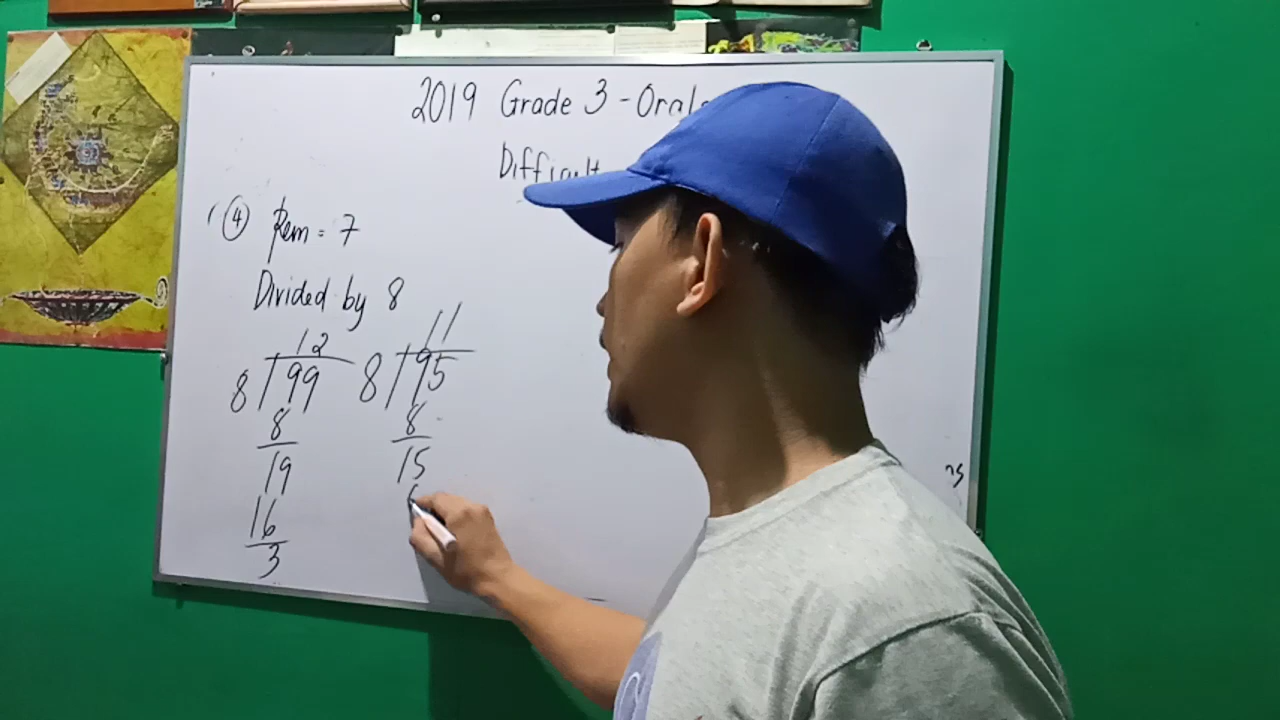 2019 Grade 3 - Orals
Difficult
④ Rem = 7
Divided by 8
12 11
8 99 8 95
8 8
19 15
16
3